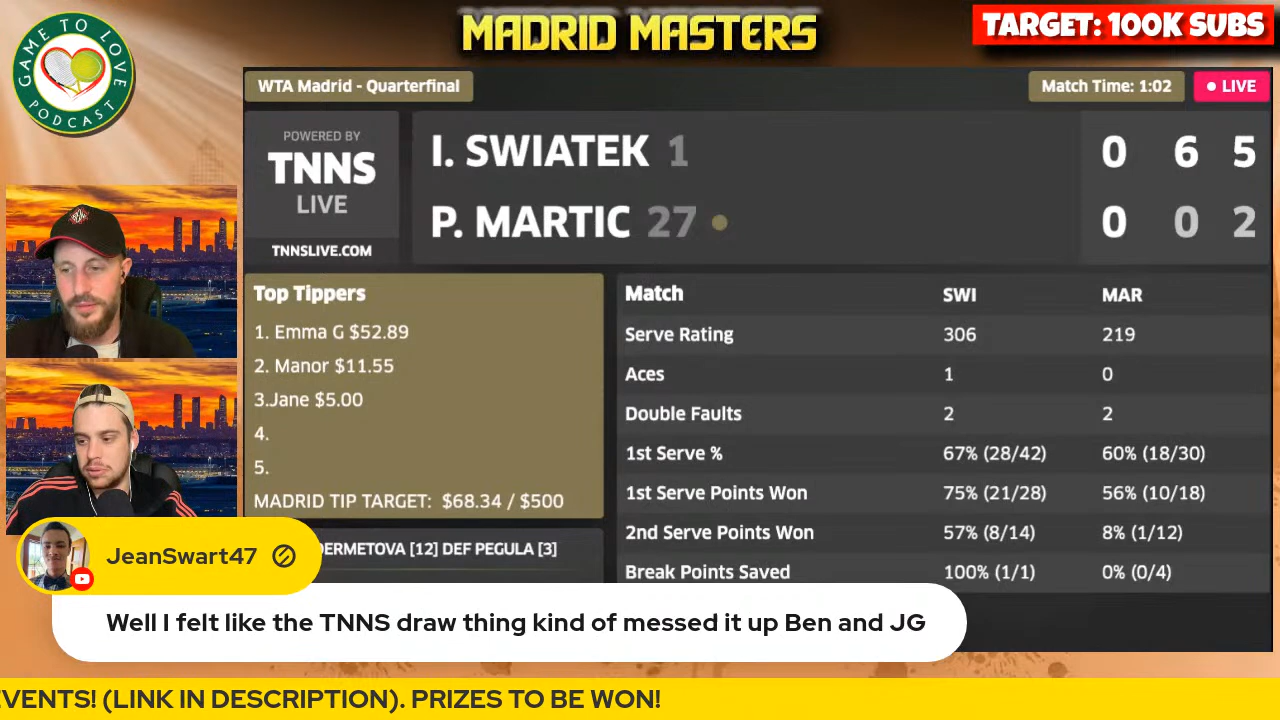 GAME TO LOVE
PODCAST
MADRID MASTERS
TARGET: 100K SUBS
WTA Madrid - Quarterfinal
Match Time: 1:02
LIVE
POWERED BY
TNNS
LIVE
TNNSLIVE.COM
I. SWIATEK 1 0 6 5
P. MARTIC 27 0 0 2
Top Tippers
1. Emma G $52.89
2. Manor $11.55
3.Jane $5.00
4.
5.
MADRID TIP TARGET: $68.34 / $500
DERMETOVA [12] DEF PEGULA [3]
Match SWI MAR
Serve Rating 306 219
Aces 1 0
Double Faults 2 2
1st Serve % 67% (28/42) 60% (18/30)
1st Serve Points Won 75% (21/28) 56% (10/18)
2nd Serve Points Won 57% (8/14) 8% (1/12)
Break Points Saved 100% (1/1) 0% (0/4)
JeanSwart47
Well I felt like the TNNS draw thing kind of messed it up Ben and JG
EVENTS! (LINK IN DESCRIPTION). PRIZES TO BE WON!